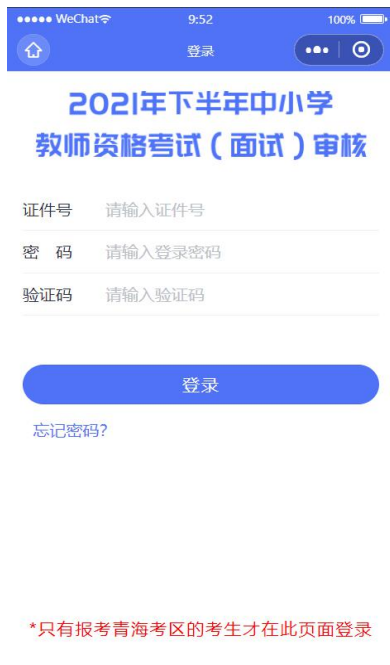 WeChat 9:52 100%
登录
2021年下半年中小学
教师资格考试（面试）审核
证件号 请输入证件号
密 码 请输入登录密码
验证码 请输入验证码
登录
忘记密码?
*只有报考青海考区的考生才在此页面登录